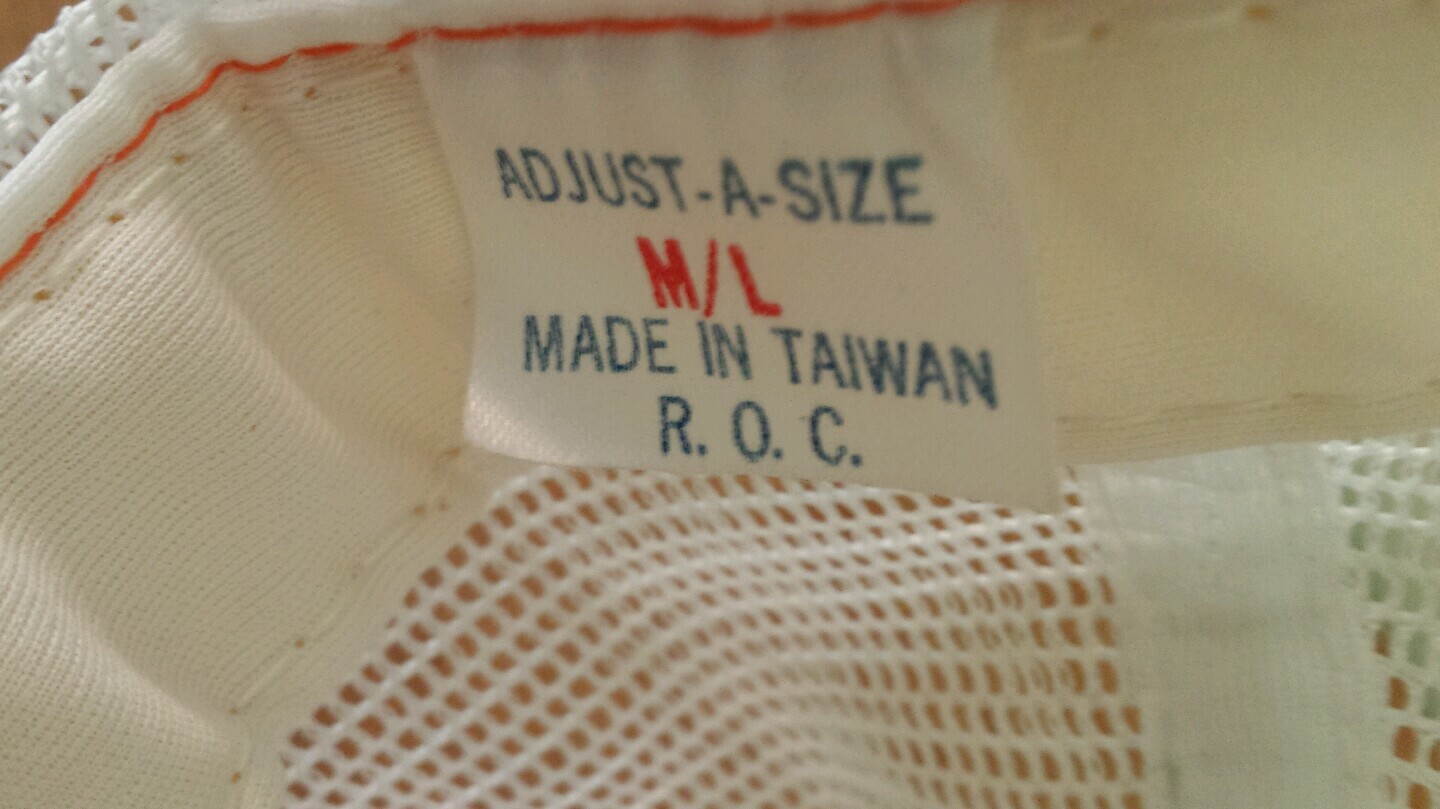 ADJUST-A-SIZE
M/L
MADE IN TAIWAN
R. O. C.